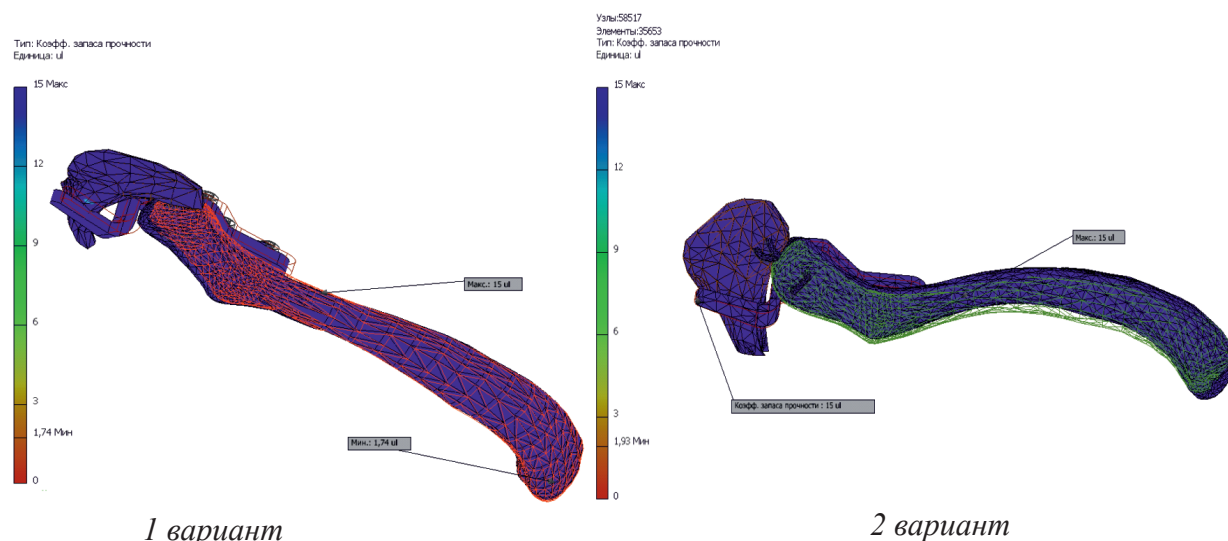 Тип: Коэфф. запаса прочности
Единица: ul
15 Макс
12
9
6
3
1,74 Мин
0
Макс.: 15 ul
Мин.: 1,74 ul
1 вариант
Узлы:58517
Элементы:35653
Тип: Коэфф. запаса прочности
Единица: ul
15 Макс
12
9
6
3
1,93 Мин
0
Макс.: 15 ul
Коэфф. запаса прочности : 15 ul
2 вариант